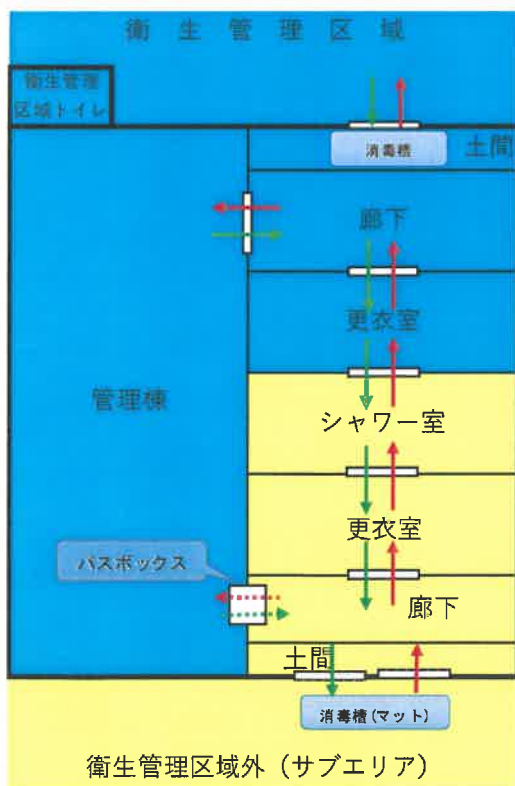 衛生管理区域
衛生管理
区域トイレ
消毒槽
土間
廊下
更衣室
管理棟
シャワー室
更衣室
パスボックス
廊下
土間
消毒槽(マット)
衛生管理区域外（サブエリア）